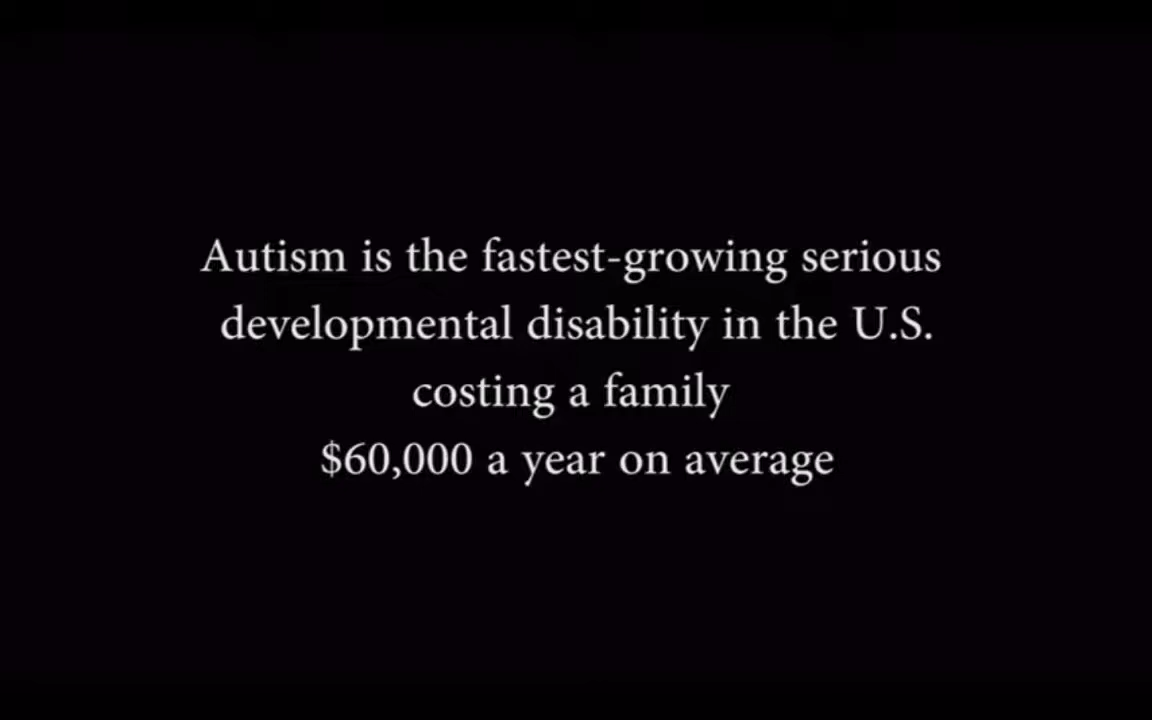 Autism is the fastest-growing serious
developmental disability in the U.S.
costing a family
$60,000 a year on average